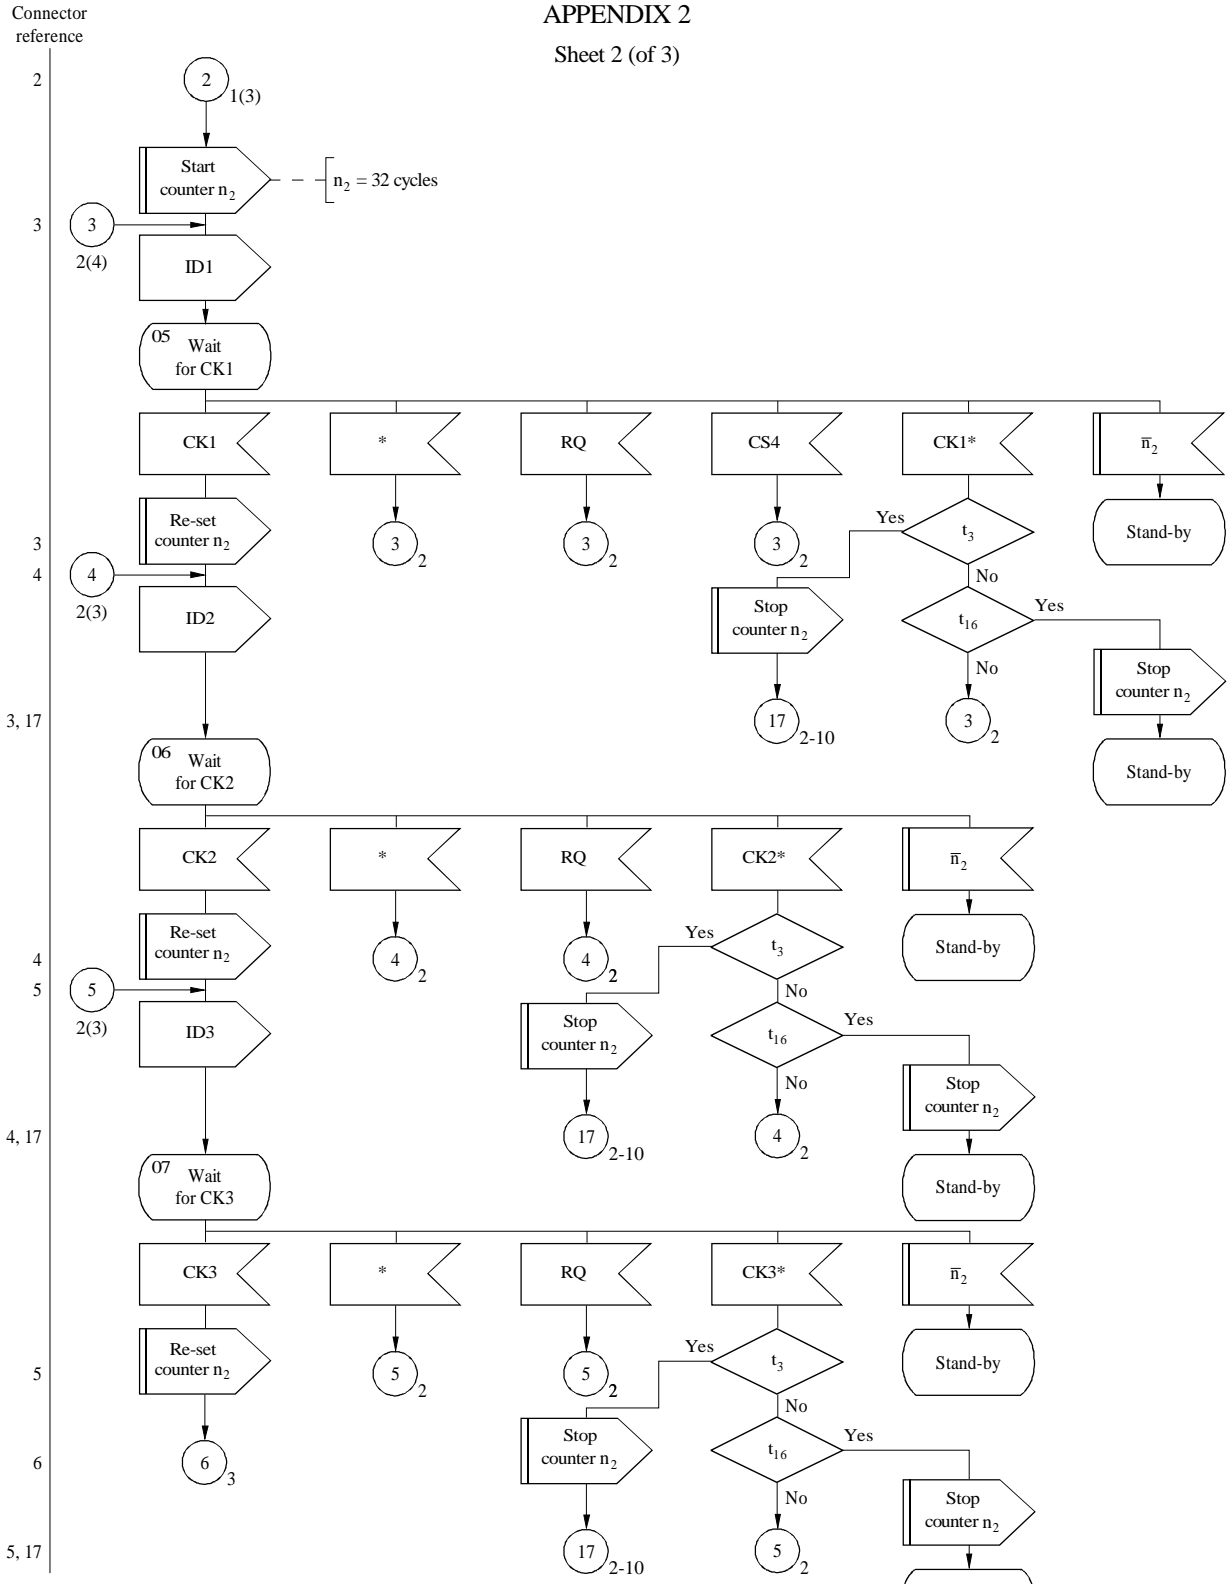 Connector
reference
APPENDIX 2
Sheet 2 (of 3)
2
2
1(3)
Start
counter n2
n2 = 32 cycles
3
3
2(4)
ID1
05
Wait
for CK1
CK1
*
RQ
CS4
CK1*
n̅2
Re-set
counter n2
3
2
3
2
3
2
Yes
t3
Stand-by
3
No
4
4
2(3)
ID2
Stop
counter n2
t16
Yes
No
Stop
counter n2
3, 17
17
2-10
3
2
06
Wait
for CK2
Stand-by
CK2
*
RQ
CK2*
n̅2
Re-set
counter n2
4
2
4
2
Yes
t3
Stand-by
4
No
5
5
2(3)
ID3
Stop
counter n2
t16
Yes
No
Stop
counter n2
4, 17
17
2-10
4
2
07
Wait
for CK3
Stand-by
CK3
*
RQ
CK3*
n̅2
Re-set
counter n2
5
2
5
2
Yes
t3
Stand-by
5
No
6
6
3
Stop
counter n2
t16
Yes
No
Stop
counter n2
5, 17
17
2-10
5
2